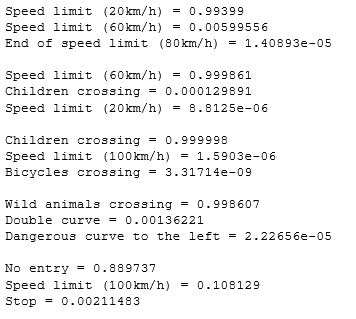 Speed limit (20km/h) = 0.99399
Speed limit (60km/h) = 0.00599556
End of speed limit (80km/h) = 1.40893e-05
Speed limit (60km/h) = 0.999861
Children crossing = 0.000129891
Speed limit (20km/h) = 8.8125e-06
Children crossing = 0.999998
Speed limit (100km/h) = 1.5903e-06
Bicycles crossing = 3.31714e-09
Wild animals crossing = 0.998607
Double curve = 0.00136221
Dangerous curve to the left = 2.22656e-05
No entry = 0.889737
Speed limit (100km/h) = 0.108129
Stop = 0.00211483